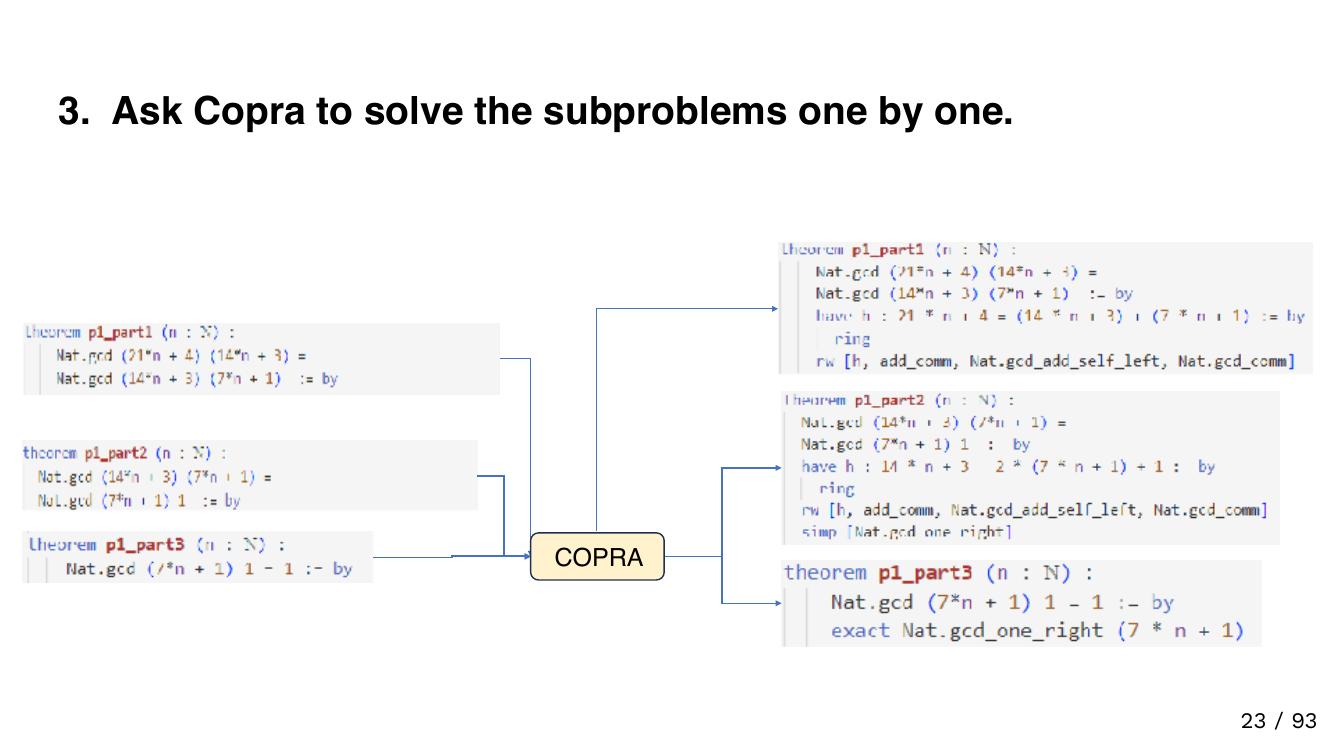 3. Ask Copra to solve the subproblems one by one.
theorem p1_part1 (n : ℕ) :
Nat.gcd (21*n + 4) (14*n + 3) =
Nat.gcd (14*n + 3) (7*n + 1) := by
theorem p1_part2 (n : ℕ) :
Nat.gcd (14*n + 3) (7*n + 1) =
Nat.gcd (7*n + 1) 1 := by
theorem p1_part3 (n : ℕ) :
Nat.gcd (7*n + 1) 1 = 1 := by
COPRA
theorem p1_part1 (n : ℕ) :
Nat.gcd (21*n + 4) (14*n + 3) =
Nat.gcd (14*n + 3) (7*n + 1) := by
have h : 21 * n + 4 = (14 * n + 3) + (7 * n + 1) := by
ring
rw [h, add_comm, Nat.gcd_add_self_left, Nat.gcd_comm]
theorem p1_part2 (n : ℕ) :
Nat.gcd (14*n + 3) (7*n + 1) =
Nat.gcd (7*n + 1) 1 := by
have h : 14 * n + 3 = 2 * (7 * n + 1) + 1 := by
ring
rw [h, add_comm, Nat.gcd_add_self_left, Nat.gcd_comm]
simp [Nat.gcd_one_right]
theorem p1_part3 (n : ℕ) :
Nat.gcd (7*n + 1) 1 = 1 := by
exact Nat.gcd_one_right (7 * n + 1)
23 / 93